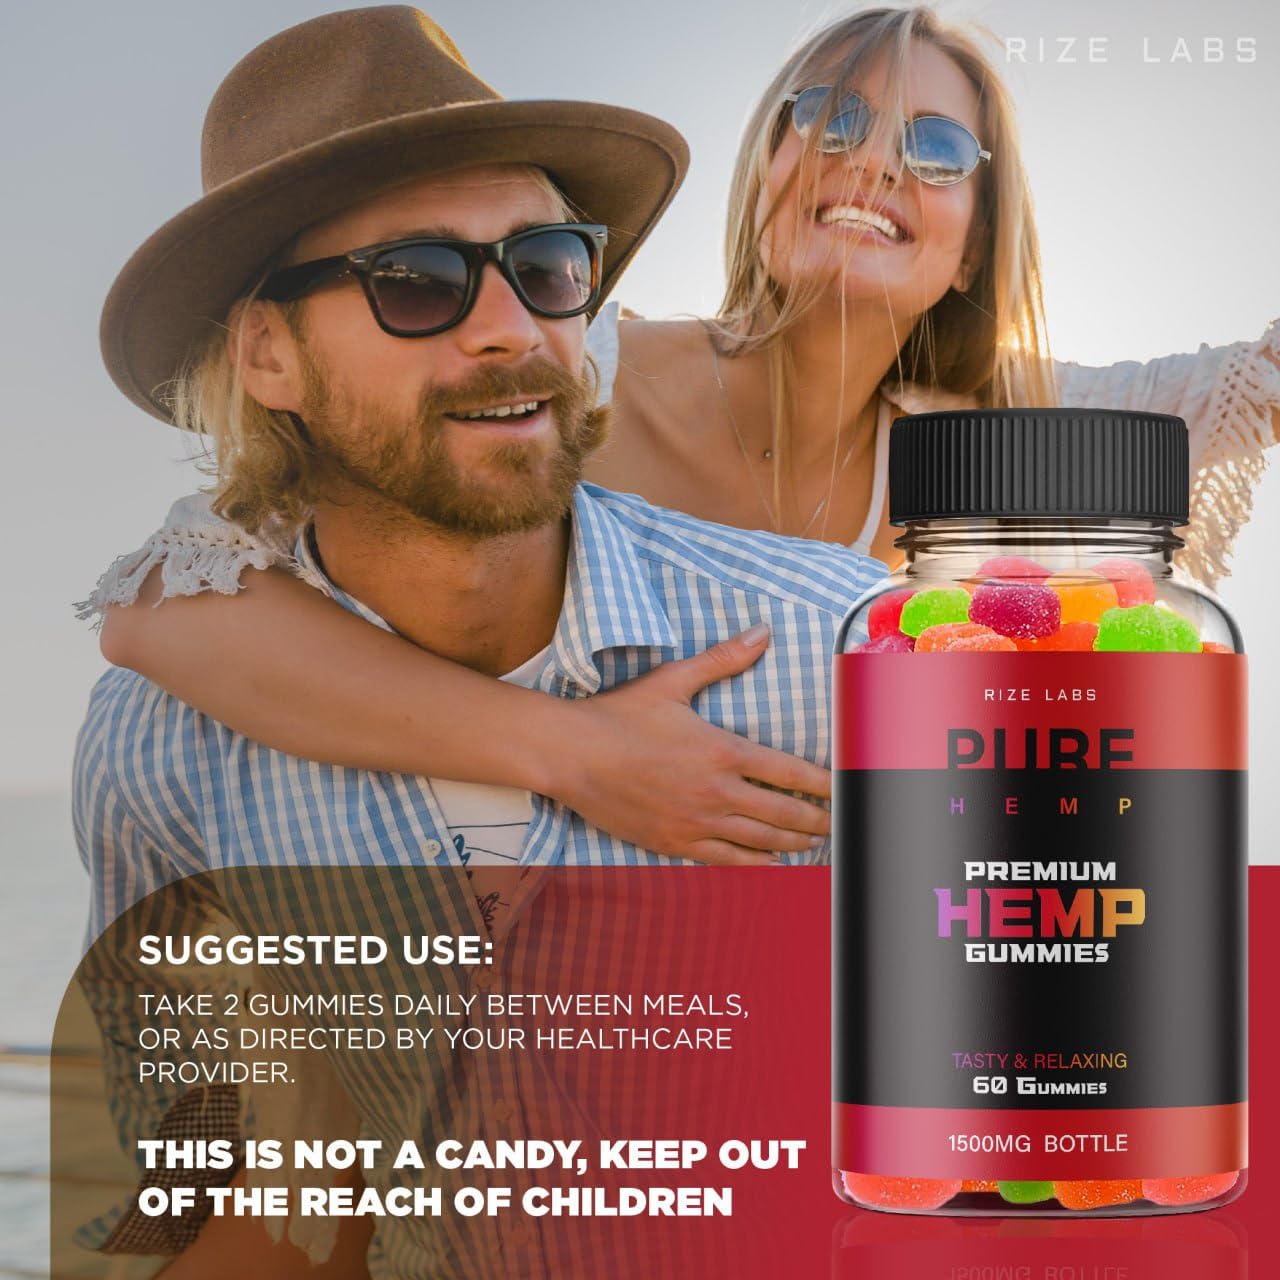 RIZE LABS
RIZE LABS
PURE
HEMP
PREMIUM
HEMP
GUMMIES
TASTY & RELAXING
60 GUMMIES
1500MG BOTTLE
SUGGESTED USE:
TAKE 2 GUMMIES DAILY BETWEEN MEALS,
OR AS DIRECTED BY YOUR HEALTHCARE
PROVIDER.
THIS IS NOT A CANDY, KEEP OUT
OF THE REACH OF CHILDREN